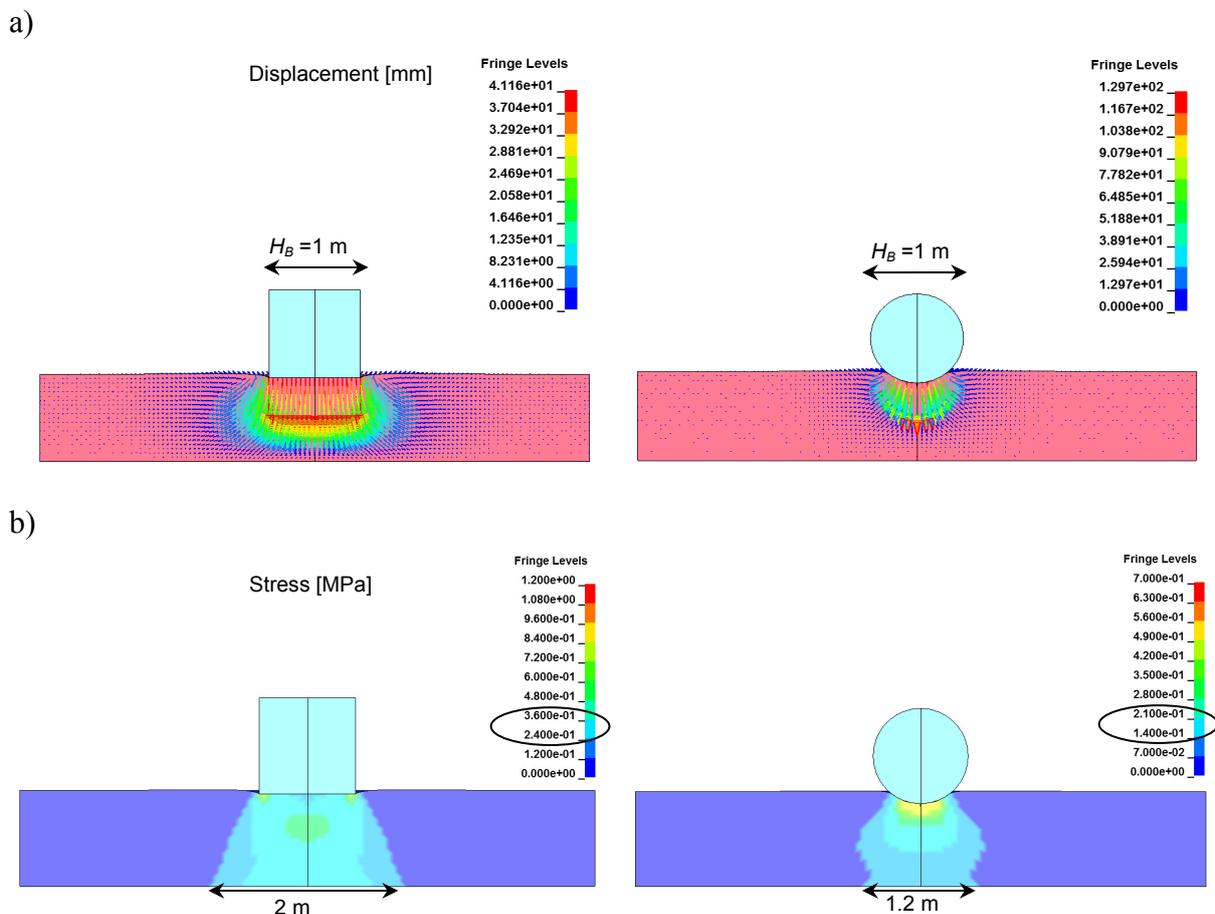 a)
Displacement [mm]
Fringe Levels
4.116e+01
3.704e+01
3.292e+01
2.881e+01
2.469e+01
2.058e+01
1.646e+01
1.235e+01
8.231e+00
4.116e+00
0.000e+00
H_B =1 m
Fringe Levels
1.297e+02
1.167e+02
1.038e+02
9.079e+01
7.782e+01
6.485e+01
5.188e+01
3.891e+01
2.594e+01
1.297e+01
0.000e+00
H_B =1 m
b)
Stress [MPa]
Fringe Levels
1.200e+00
1.080e+00
9.600e-01
8.400e-01
7.200e-01
6.000e-01
4.800e-01
3.600e-01
2.400e-01
1.200e-01
0.000e+00
2 m
Fringe Levels
7.000e-01
6.300e-01
5.600e-01
4.900e-01
4.200e-01
3.500e-01
2.800e-01
2.100e-01
1.400e-01
7.000e-02
0.000e+00
1.2 m